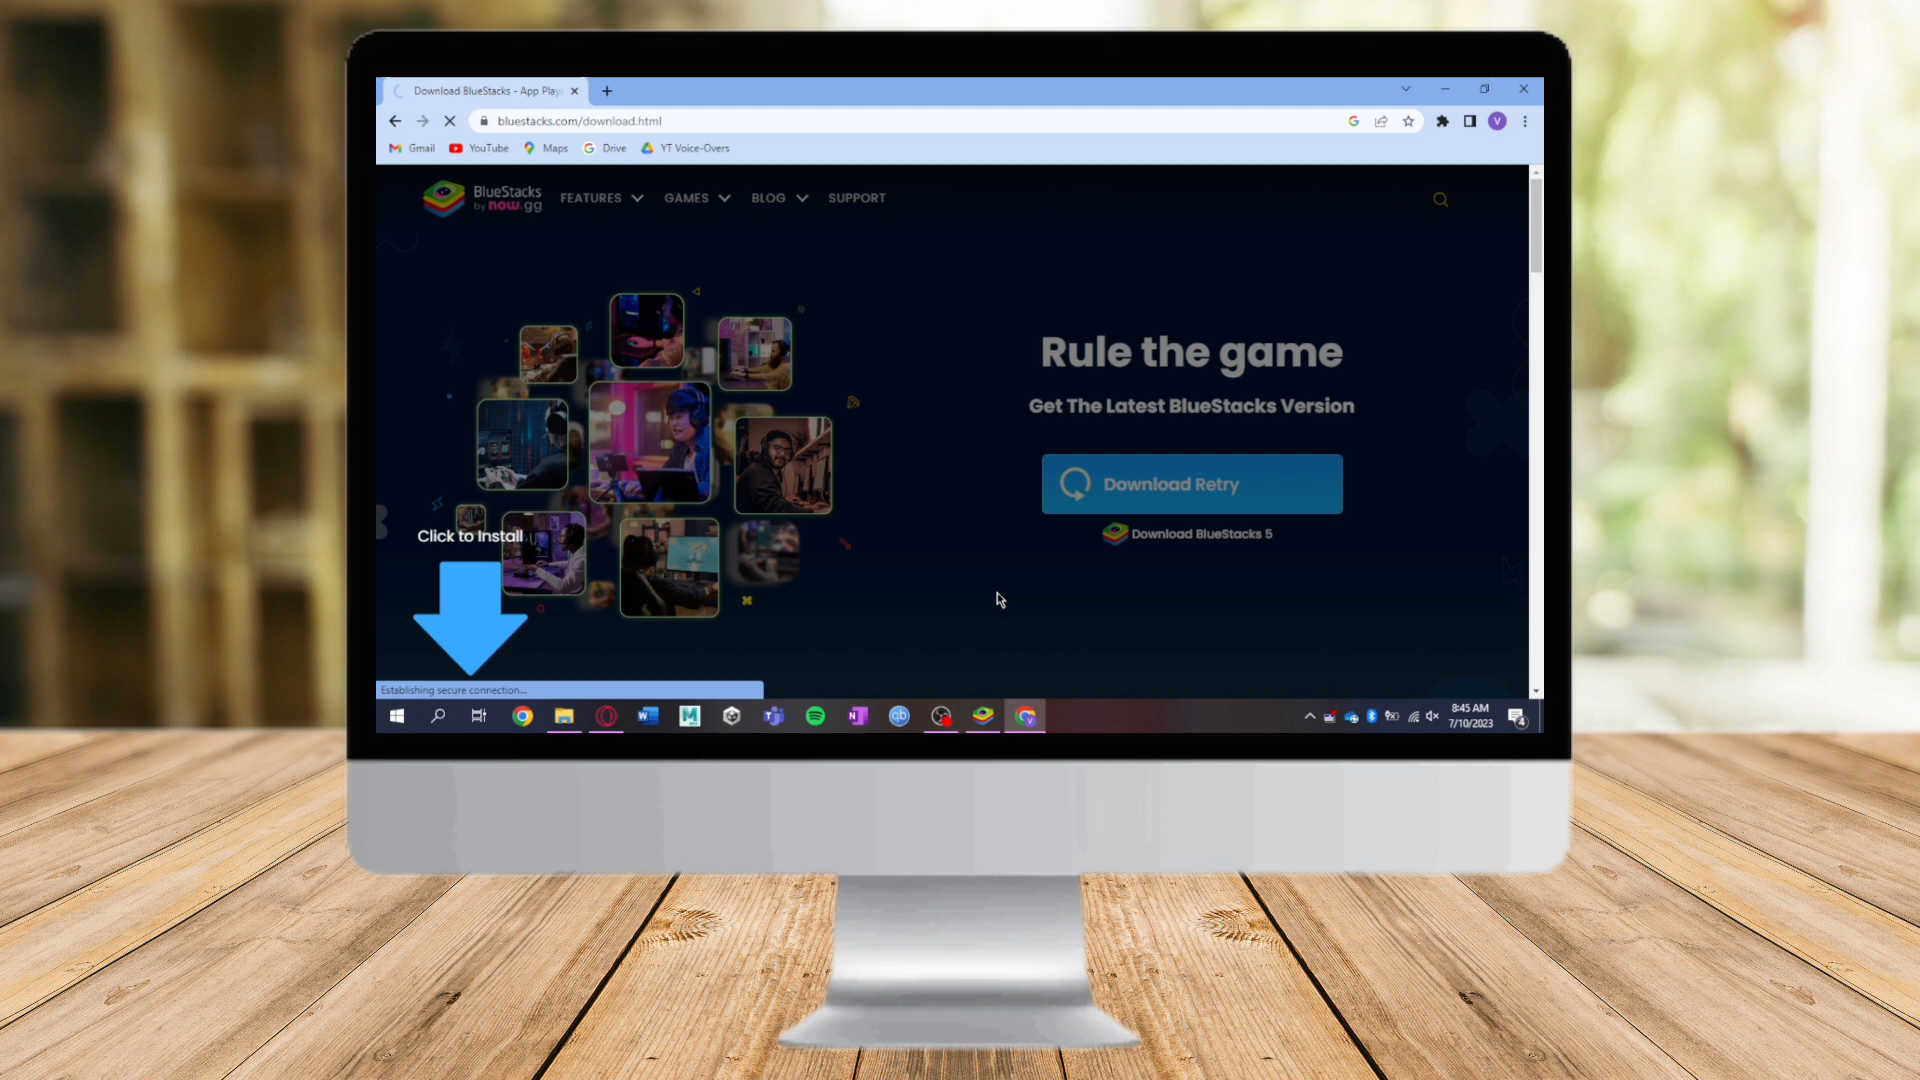 Download BlueStacks - App Play
bluestacks.com/download.html
V
Gmail YouTube Maps Drive YT Voice-Overs
BlueStacks
by now.gg
FEATURES GAMES BLOG SUPPORT
Rule the game
Get The Latest BlueStacks Version
Download Retry
Download BlueStacks 5
Click to Install
Establishing secure connection...
8:45 AM
7/10/2023
4